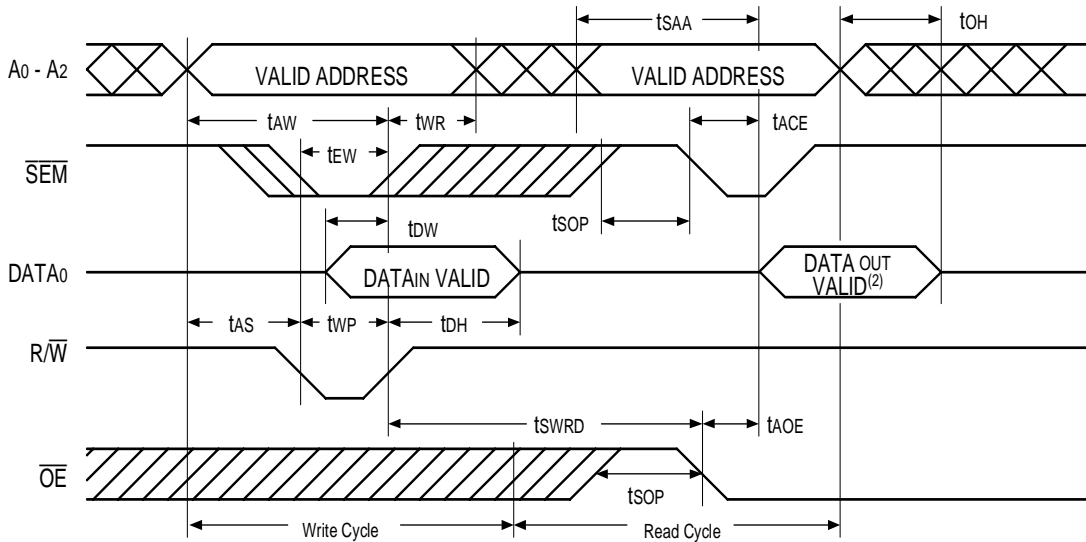 tSAA
tOH
A0 - A2
VALID ADDRESS
VALID ADDRESS
tAW
tWR
tACE
tEW
SEM
tSOP
tDW
DATA0
DATAIN VALID
DATA OUT
VALID(2)
tAS
tWP
tDH
R/W
tSWRD
tAOE
OE
tSOP
Write Cycle
Read Cycle